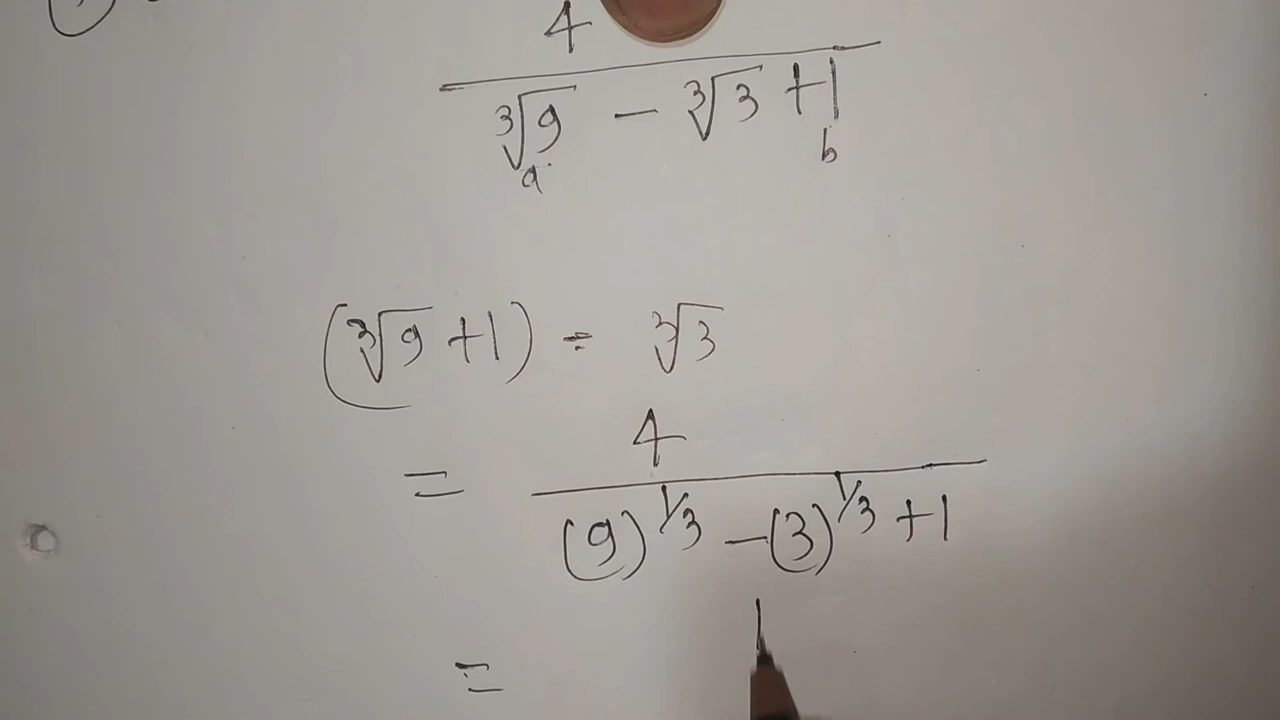 4
∛9 - ∛3 + 1
a b
(∛9 + 1) - ∛3
= 4
(9)^1/3 - (3)^1/3 + 1
=